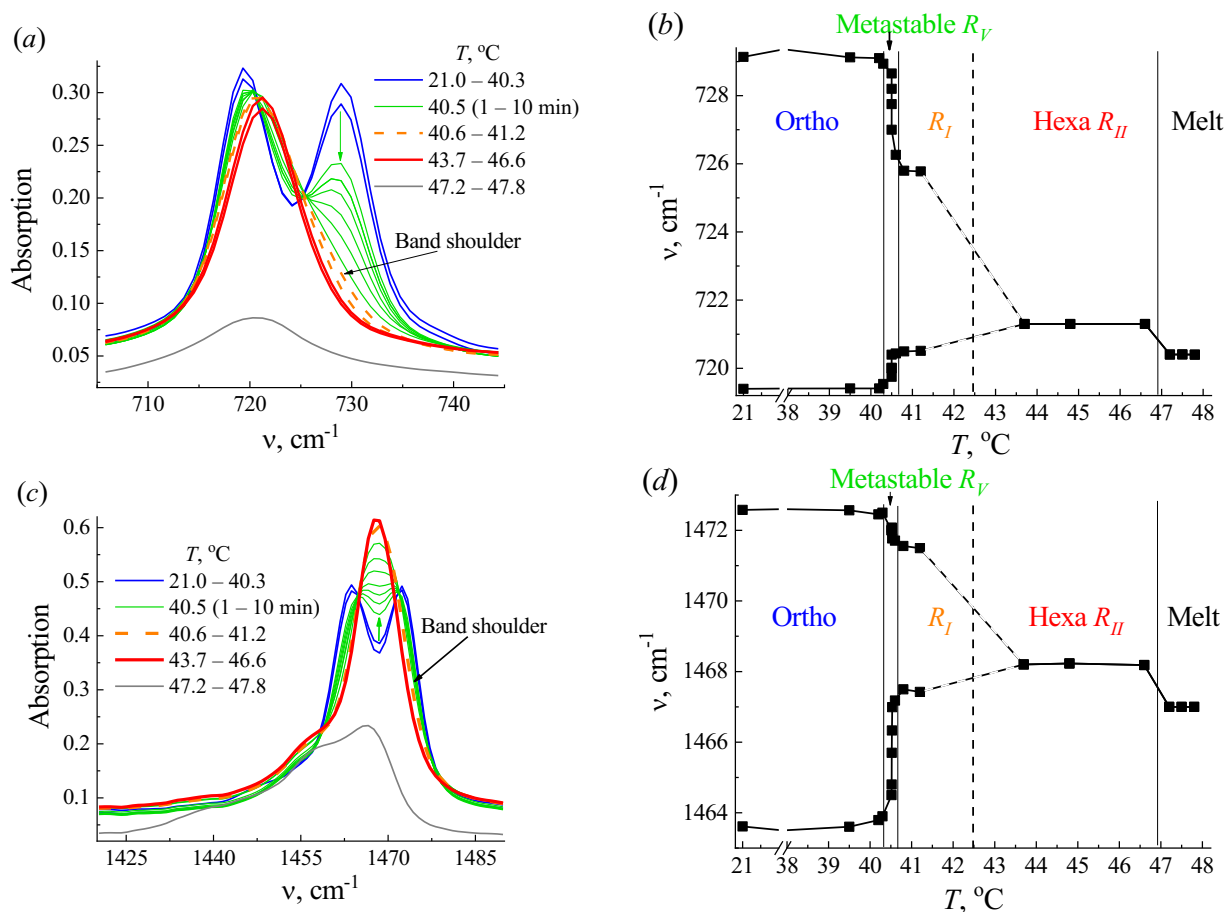 (a)
T, °C
21.0 – 40.3
40.5 (1 – 10 min)
40.6 – 41.2
43.7 – 46.6
47.2 – 47.8
Band shoulder
Absorption
0.30
0.25
0.20
0.15
0.10
0.05
710 720 730 740
ν, cm-1
Metastable RV
(b)
Ortho RI Hexa RII Melt
ν, cm-1
728
726
724
722
720
21 38 39 40 41 42 43 44 45 46 47 48
T, °C
(c)
T, °C
21.0 – 40.3
40.5 (1 – 10 min)
40.6 – 41.2
43.7 – 46.6
47.2 – 47.8
Band shoulder
Absorption
0.6
0.5
0.4
0.3
0.2
0.1
1425 1440 1455 1470 1485
ν, cm-1
Metastable RV
(d)
Ortho RI Hexa RII Melt
ν, cm-1
1472
1470
1468
1466
1464
21 38 39 40 41 42 43 44 45 46 47 48
T, °C